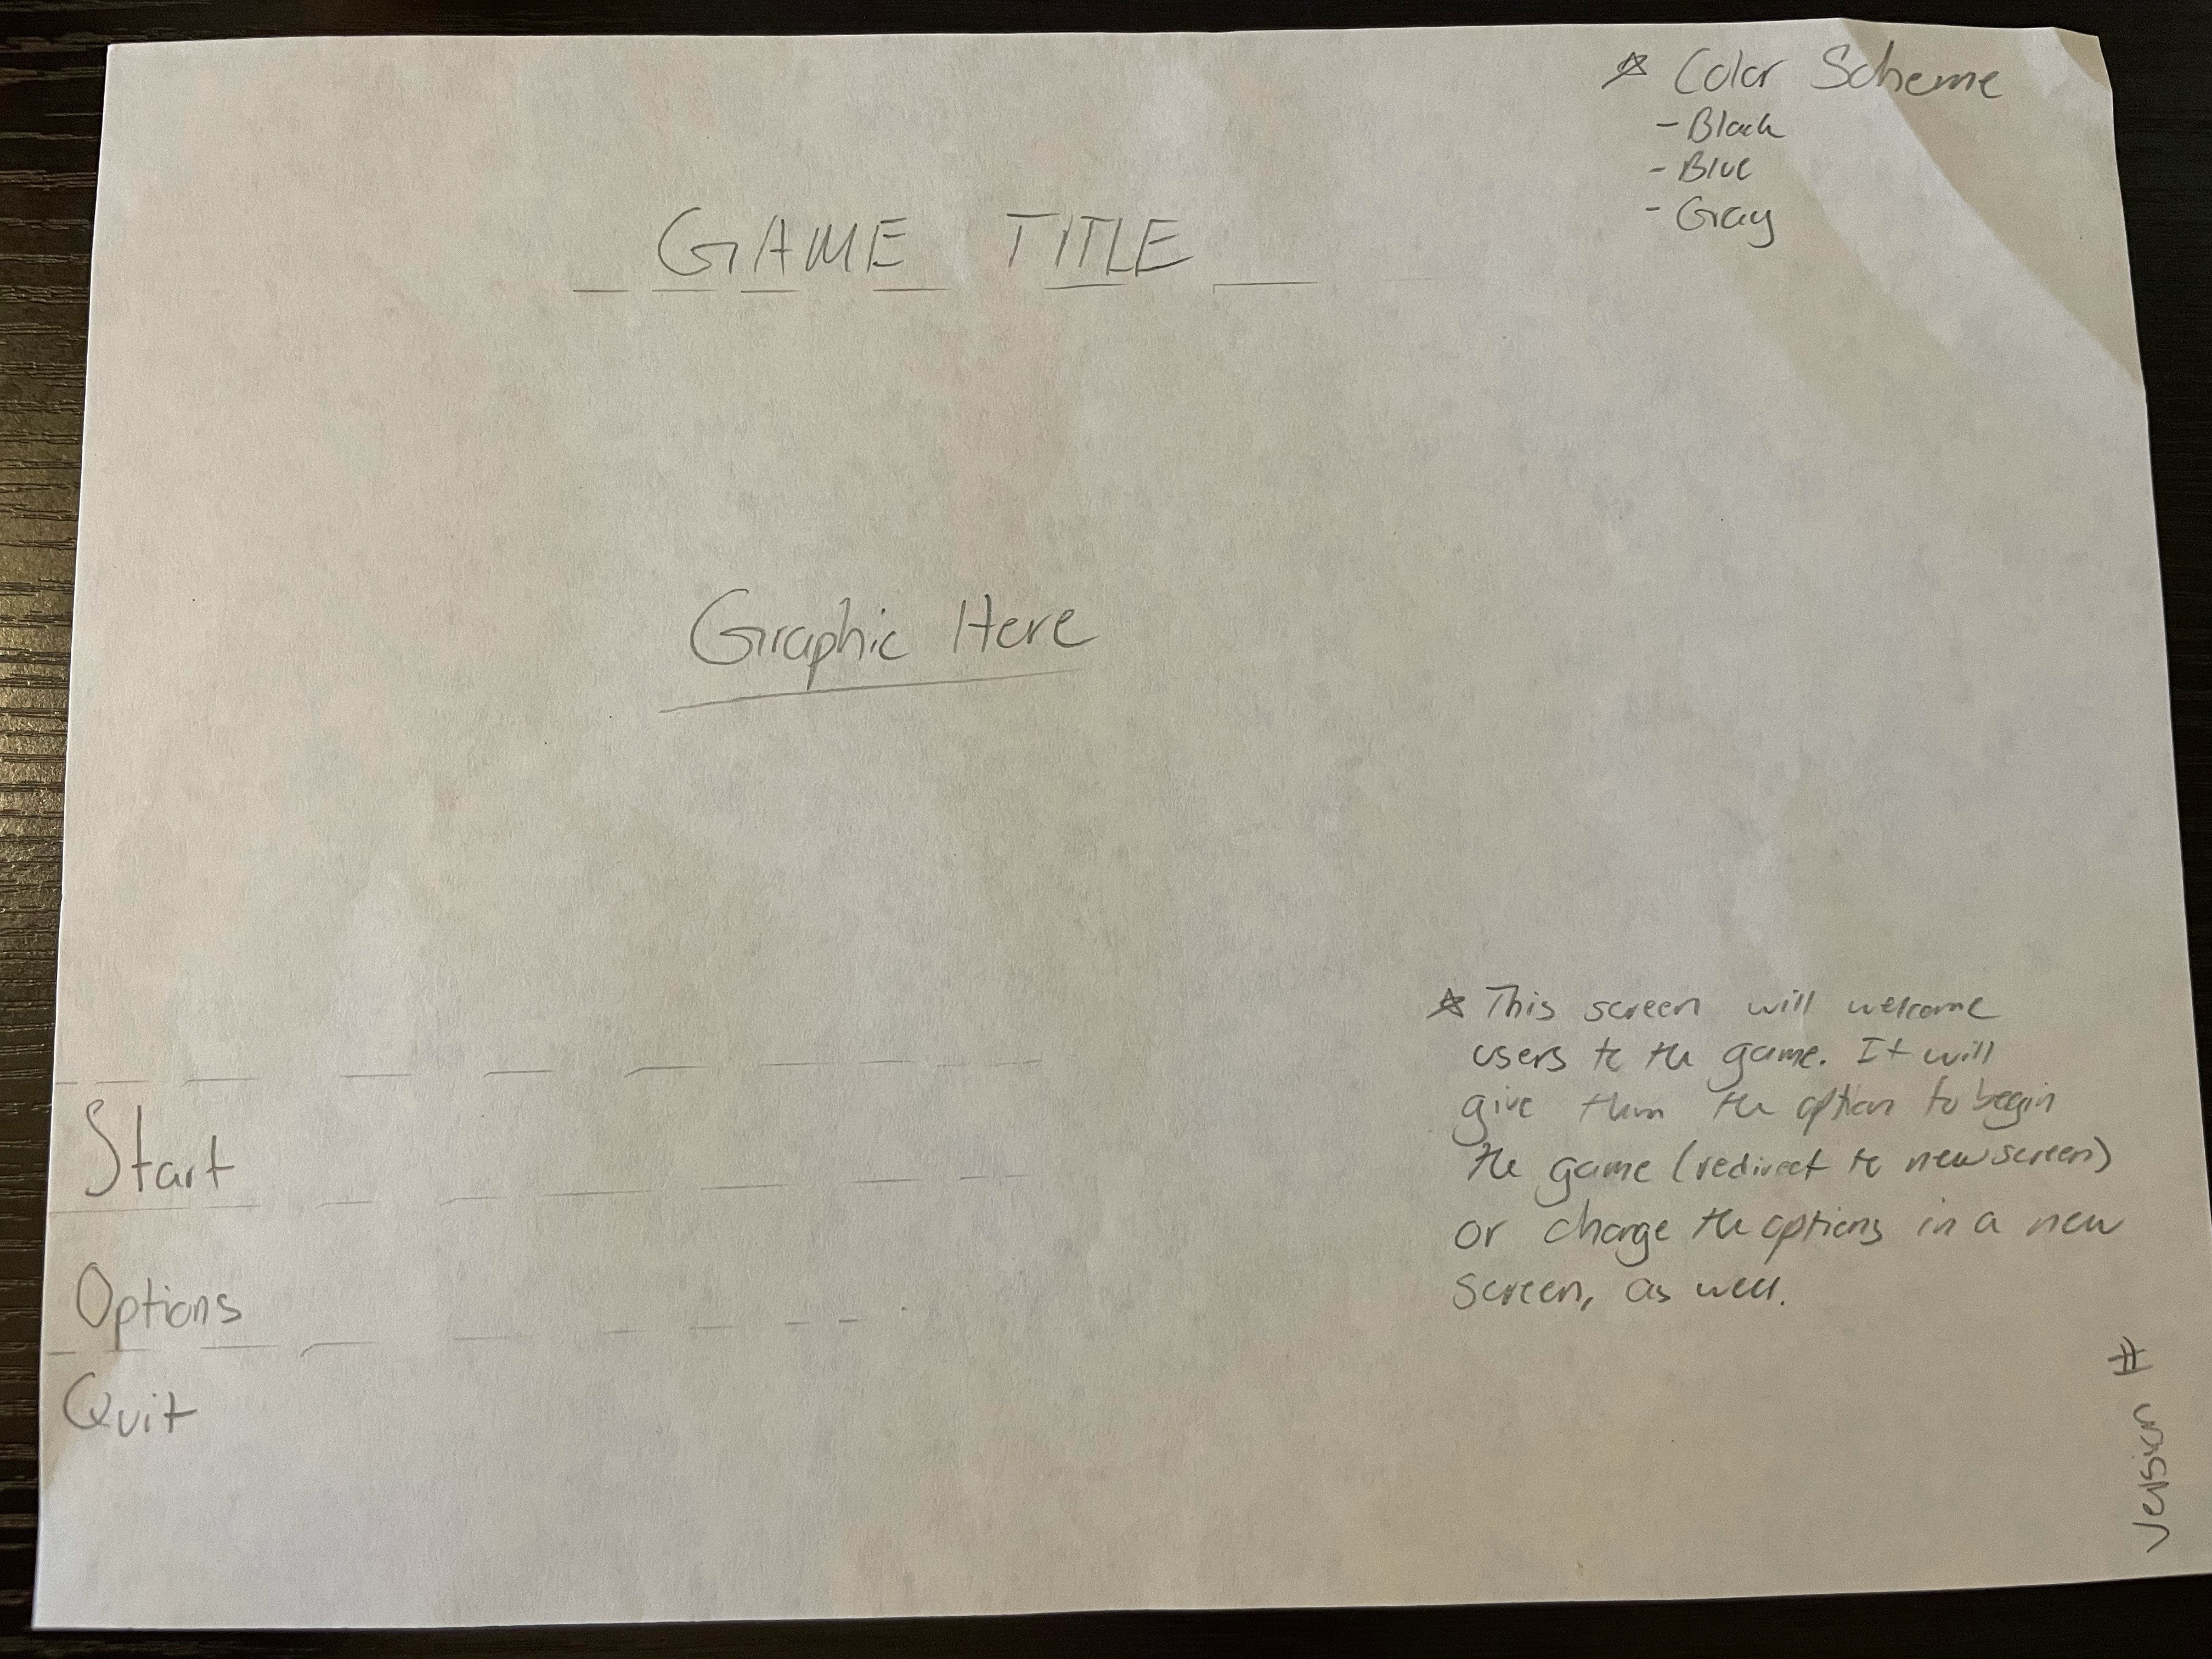 ☆ Color Scheme
- Black
- Blue
- Gray
GAME TITLE
Graphic Here
☆ This screen will welcome
users to the game. It will
give them the option to begin
the game (redirect to new screen)
or change the options in a new
screen, as well.
Start
Options
Quit
Version #